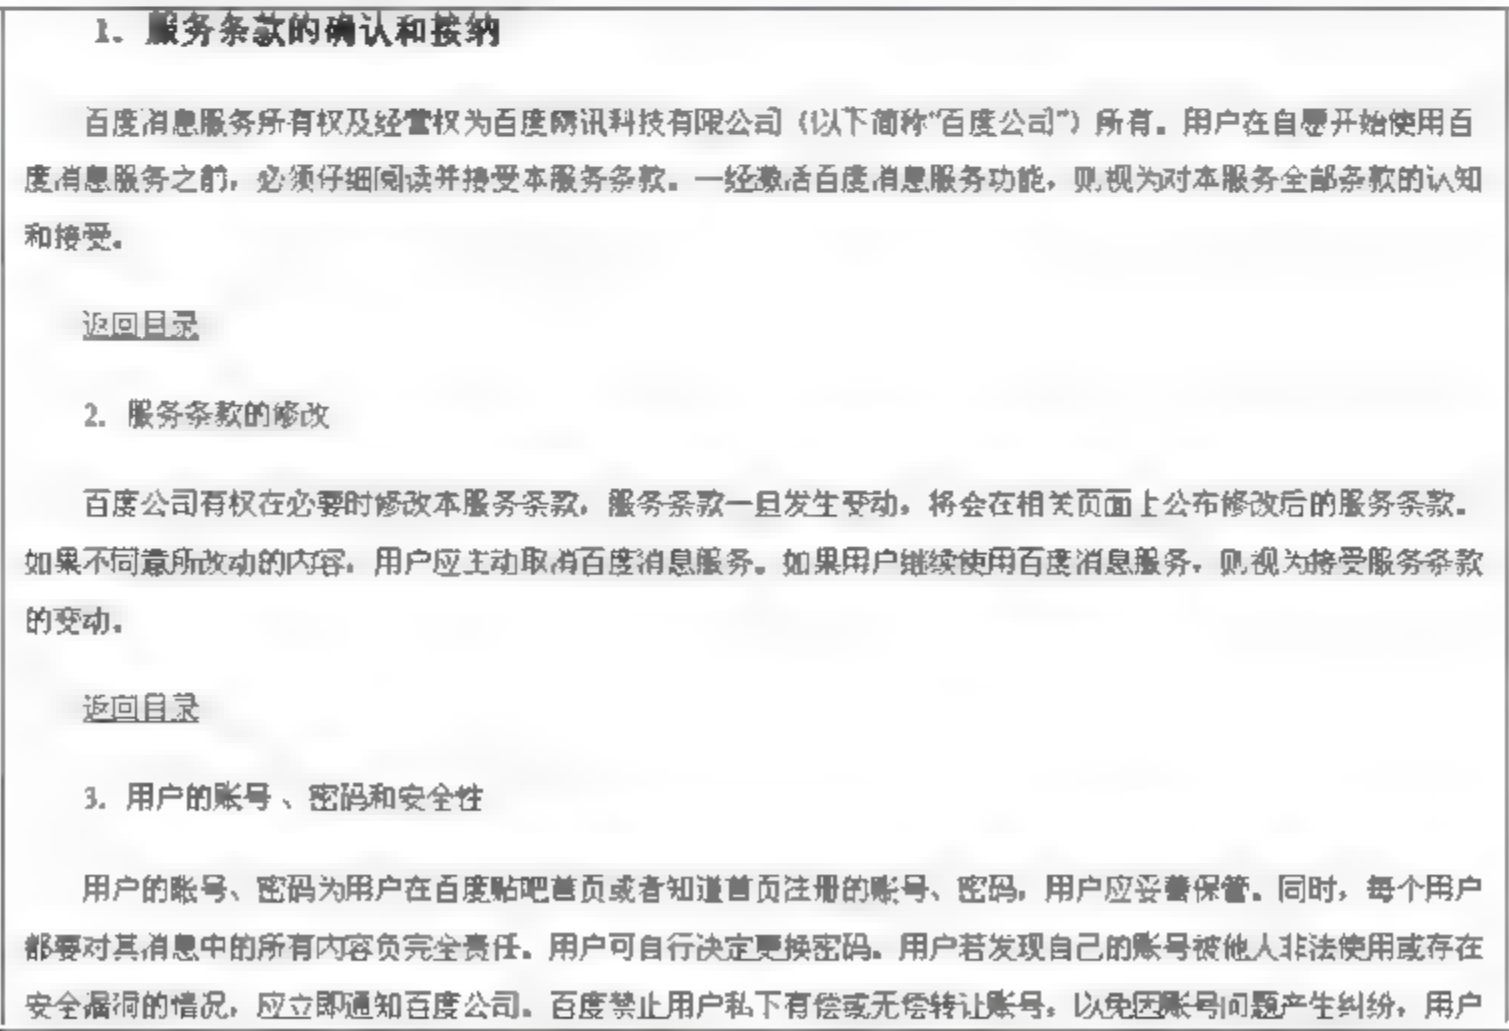 1. 服务条款的确认和接纳
百度消息服务所有权及经营权为百度网讯科技有限公司（以下简称“百度公司”）所有。用户在自愿开始使用百
度消息服务之前，必须仔细阅读并接受本服务条款。一经激活百度消息服务功能，则视为对本服务全部条款的认知
和接受。
返回目录
2. 服务条款的修改
百度公司有权在必要时修改本服务条款，服务条款一旦发生变动，将会在相关页面上公布修改后的服务条款。
如果不同意所改动的内容，用户应主动取消百度消息服务。如果用户继续使用百度消息服务，则视为接受服务条款
的变动。
返回目录
3. 用户的账号、密码和安全性
用户的账号、密码为用户在百度贴吧首页或者知道首页注册的账号、密码，用户应妥善保管。同时，每个用户
都要对其消息中的所有内容负完全责任。用户可自行决定更换密码。用户若发现自己的账号被他人非法使用或存在
安全漏洞的情况，应立即通知百度公司。百度禁止用户私下有偿或无偿转让账号，以免因账号问题产生纠纷，用户